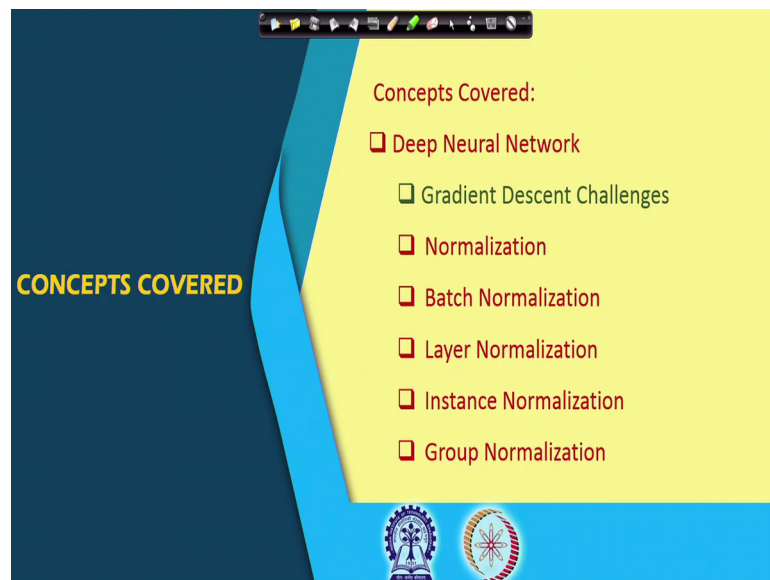 Concepts Covered:
Deep Neural Network
Gradient Descent Challenges
Normalization
CONCEPTS COVERED
Batch Normalization
Layer Normalization
Instance Normalization
Group Normalization
1951